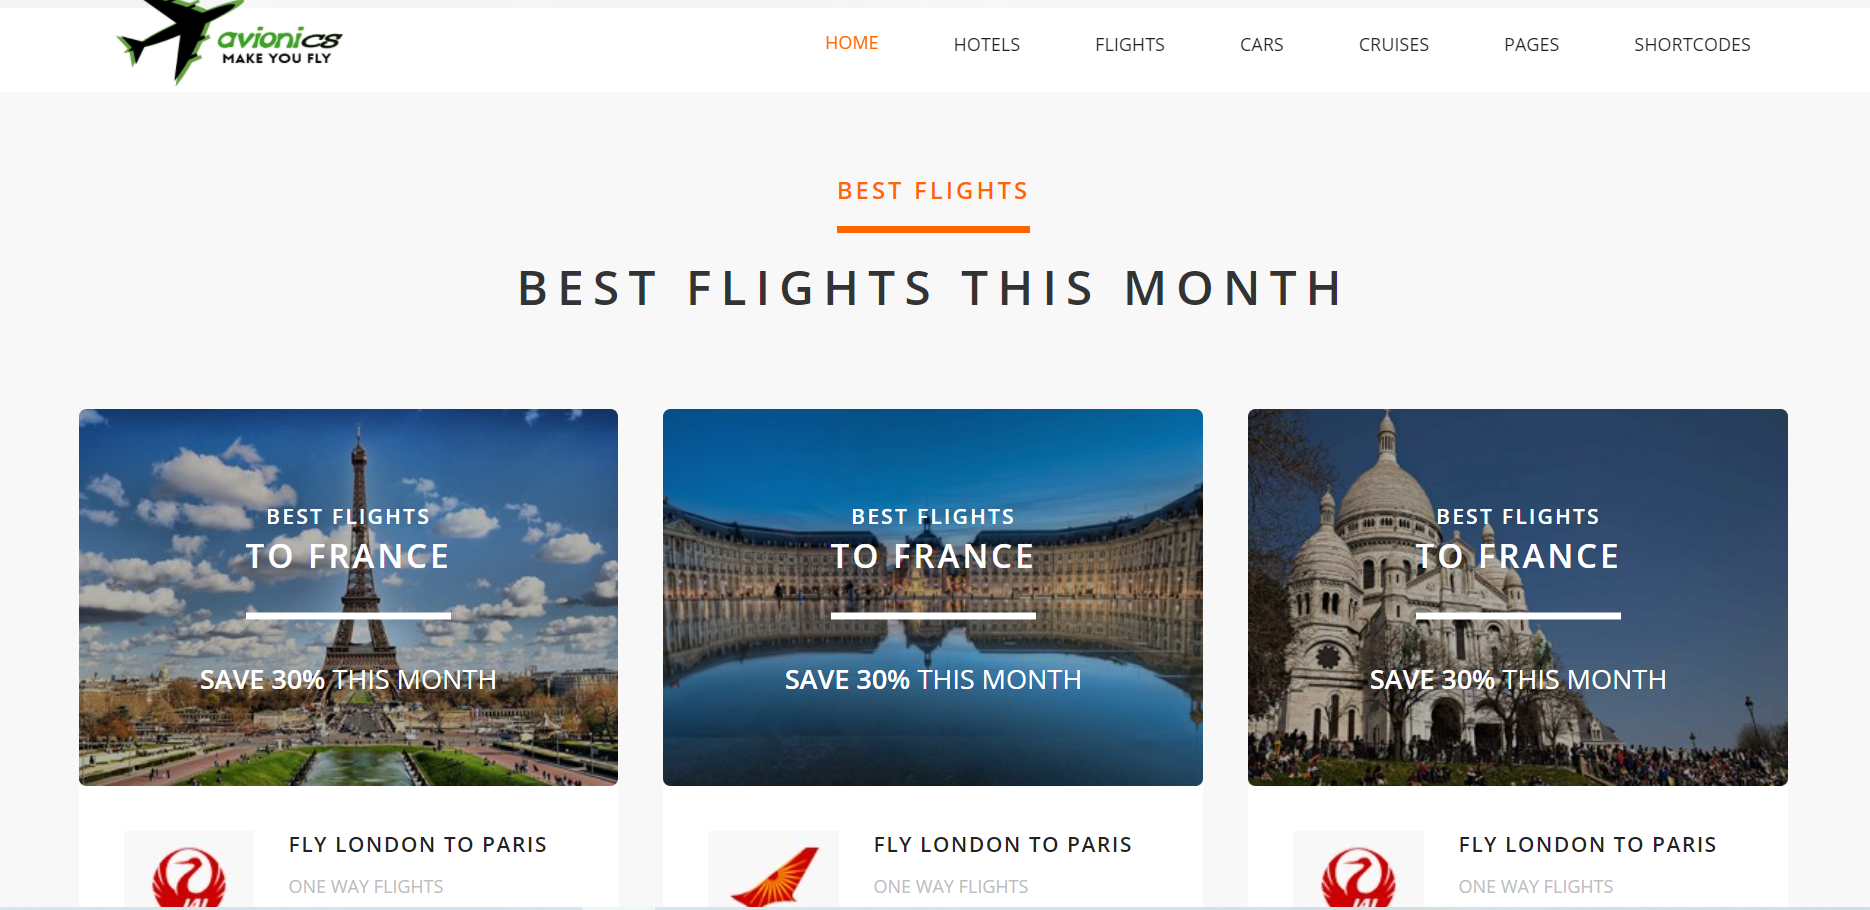 avionics
MAKE YOU FLY
HOME
HOTELS
FLIGHTS
CARS
CRUISES
PAGES
SHORTCODES
BEST FLIGHTS
BEST FLIGHTS THIS MONTH
BEST FLIGHTS
TO FRANCE
SAVE 30% THIS MONTH
BEST FLIGHTS
TO FRANCE
SAVE 30% THIS MONTH
BEST FLIGHTS
TO FRANCE
SAVE 30% THIS MONTH
JAL
FLY LONDON TO PARIS
ONE WAY FLIGHTS
FLY LONDON TO PARIS
ONE WAY FLIGHTS
JAL
FLY LONDON TO PARIS
ONE WAY FLIGHTS